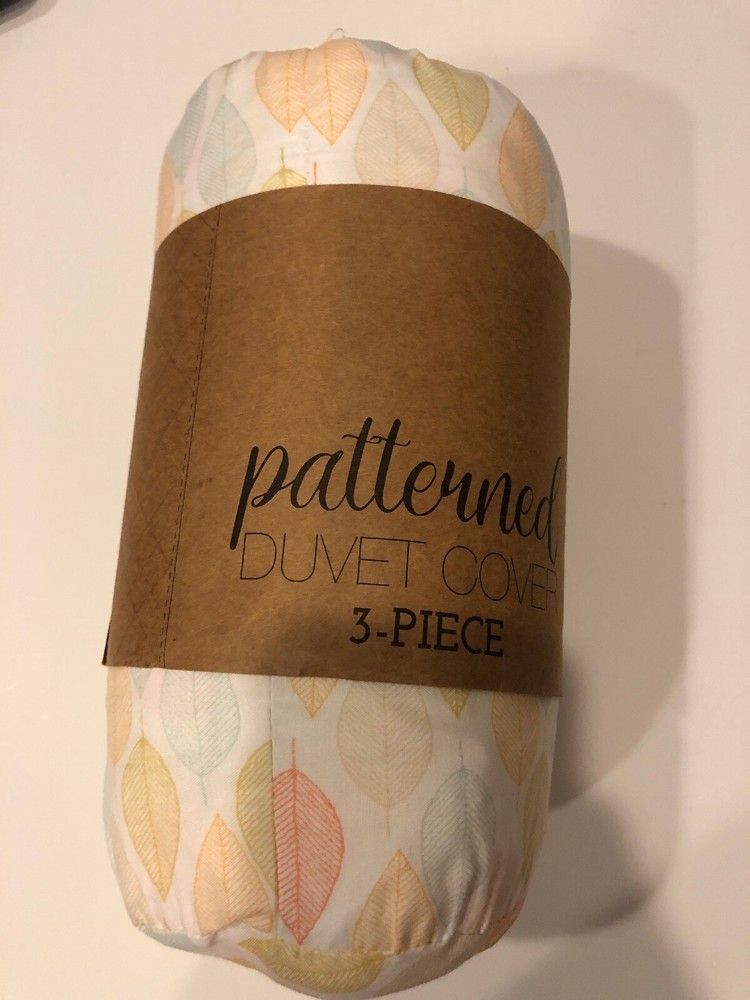 patterned
DUVET COVER
3-PIECE